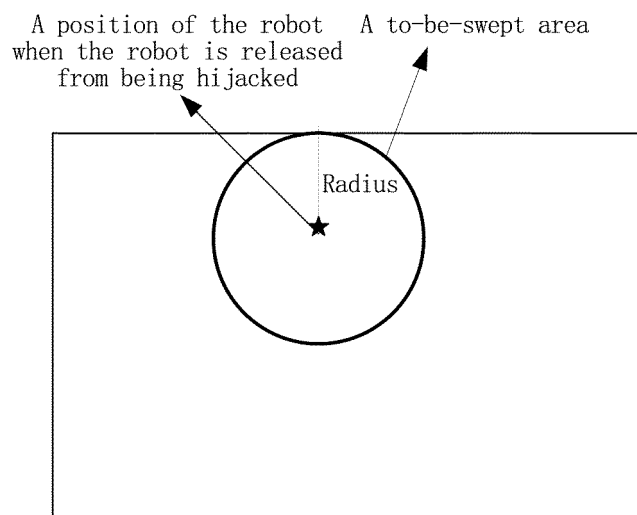 A position of the robot
when the robot is released
from being hijacked
A to-be-swept area
Radius